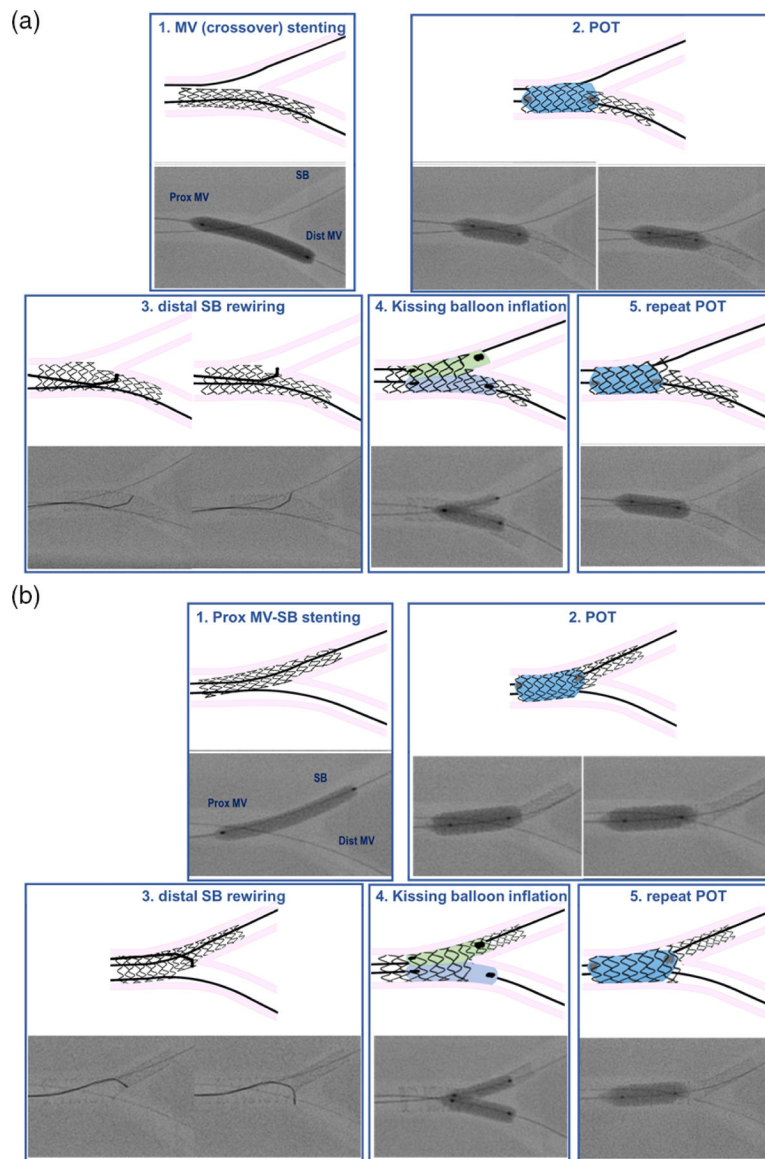 (a)
1. MV (crossover) stenting
2. POT
SB
Prox MV
Dist MV
3. distal SB rewiring
4. Kissing balloon inflation
5. repeat POT
(b)
1. Prox MV-SB stenting
2. POT
SB
Prox MV
Dist MV
3. distal SB rewiring
4. Kissing balloon inflation
5. repeat POT